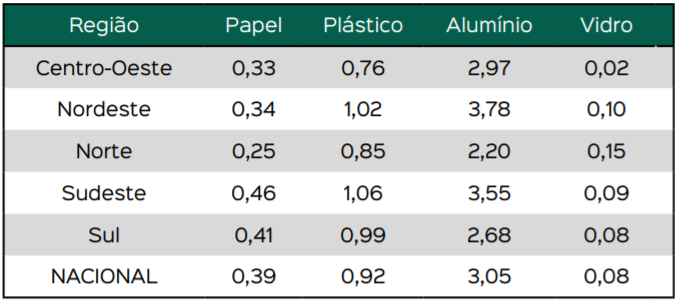 Região Papel Plástico Alumínio Vidro
Centro-Oeste 0,33 0,76 2,97 0,02
Nordeste 0,34 1,02 3,78 0,10
Norte 0,25 0,85 2,20 0,15
Sudeste 0,46 1,06 3,55 0,09
Sul 0,41 0,99 2,68 0,08
NACIONAL 0,39 0,92 3,05 0,08